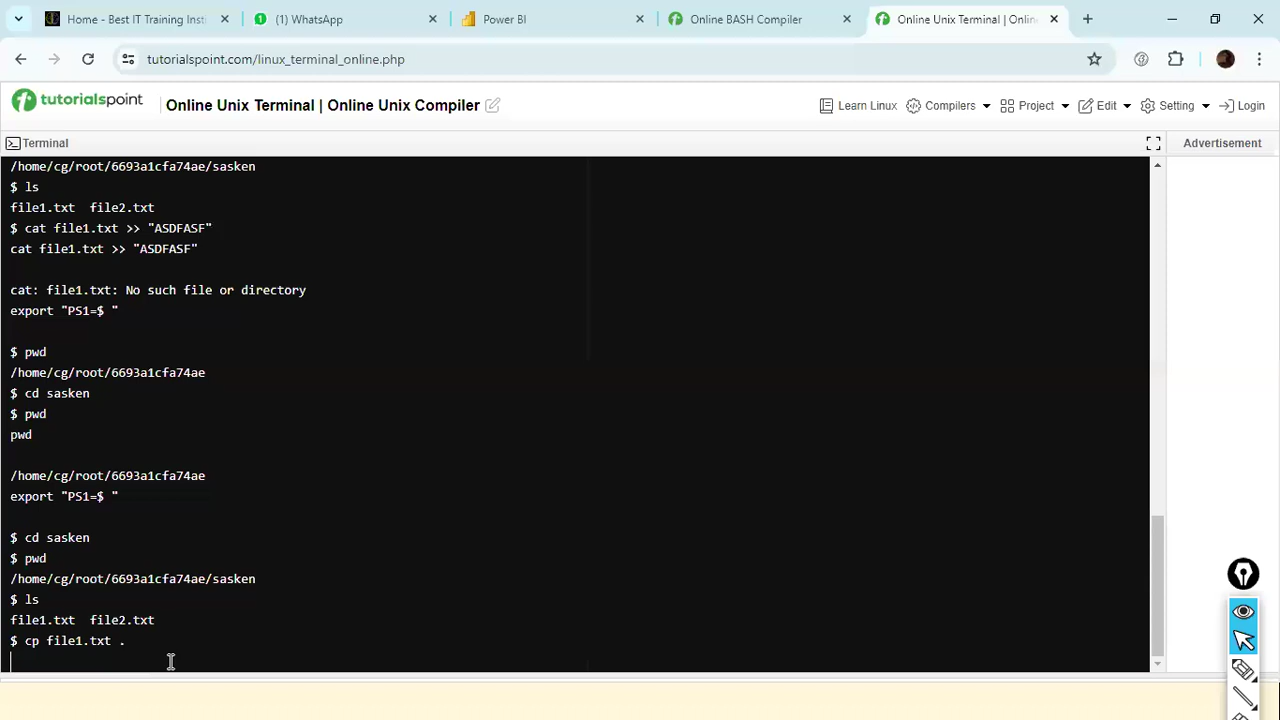 Home - Best IT Training Insti
(1) WhatsApp
Power BI
Online BASH Compiler
Online Unix Terminal | Onlin
tutorialspoint.com/linux_terminal_online.php
tutorialspoint
Online Unix Terminal | Online Unix Compiler
Learn Linux
Compilers
Project
Edit
Setting
Login
Terminal
Advertisement
/home/cg/root/6693a1cfa74ae/sasken
$ ls
file1.txt  file2.txt
$ cat file1.txt >> "ASDFASF"
cat file1.txt >> "ASDFASF"
cat: file1.txt: No such file or directory
export "PS1=$ "
$ pwd
/home/cg/root/6693a1cfa74ae
$ cd sasken
$ pwd
pwd
/home/cg/root/6693a1cfa74ae
export "PS1=$ "
$ cd sasken
$ pwd
/home/cg/root/6693a1cfa74ae/sasken
$ ls
file1.txt  file2.txt
$ cp file1.txt .